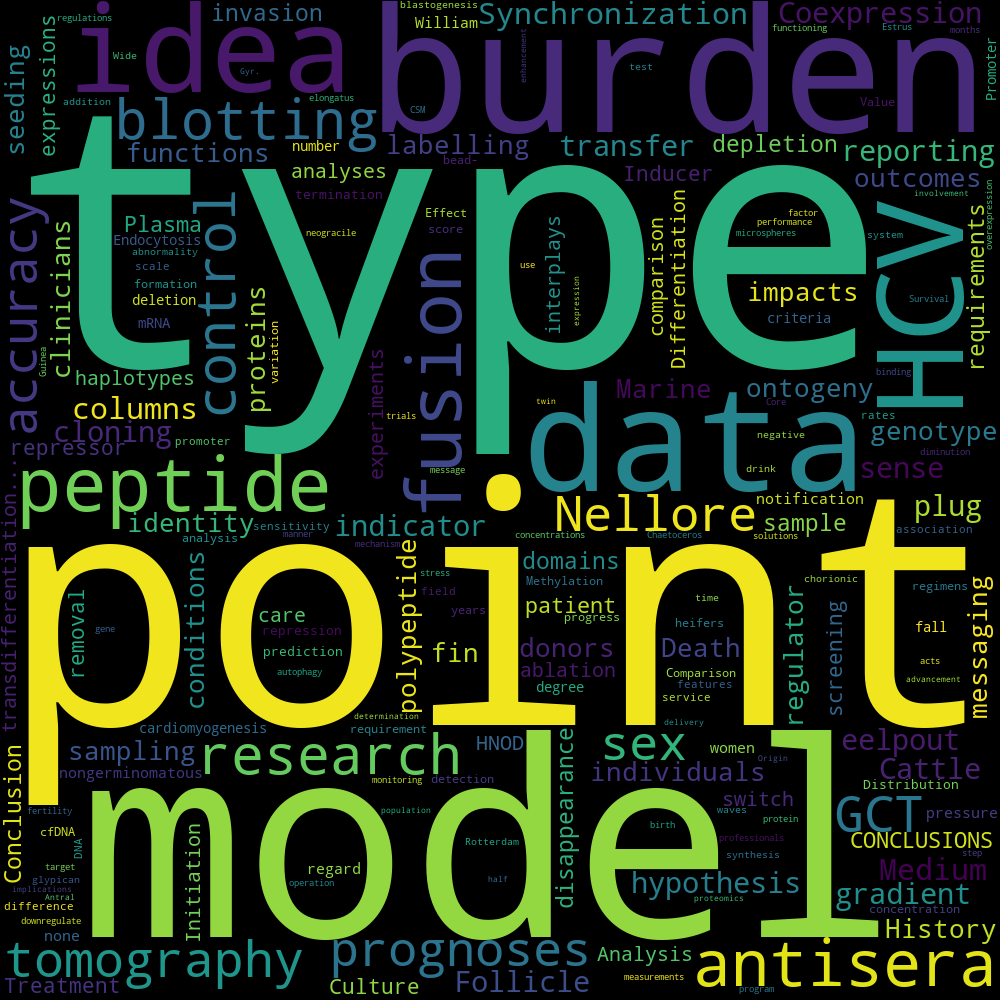 regulations
blastogenesis
William
invasion
Synchronization
Coexpression
Estrus
months
functioning
idea
burden
seeding
expressions
Wide
Gyr.
enhancement
test
Promoter
addition
elongatus
CSM
Value
blotting
functions
number
labelling
bead-
transfer
depletion
reporting
analyses
Inducer
outcomes
involvement
termination
type
accuracy
clinicians
Plasma
Endocytosis
abnormality
scale
formation
deletion
mRNA
control
neogracile
Effect
score
interplays
use
expression
comparison
Differentiation
factor
performance
microspheres
system
HCV
requirements
overexpression
impacts
criteria
Survival
Guinea
haplotypes
proteins
variation
fusion
binding
columns
experiments
trials
twin
Marine
Core
ontogeny
rates
cloning
repressor
promoter
data
negative
genotype
diminution
peptide
message
drink
sense
transdifferentiation...
identity
sensitivity
indicator
Nellore
notification
sample
plug
analysis
manner
mechanism
concentrations
Chaetoceros
solutions
association
point
conditions
polypeptide
stress
domains
Methylation
chorionic
regimens
removal
care
field
patient
progress
time
regulator
screening
messaging
gene
repression
prediction
autophagy
years
fin
donors
ablation
degree
heifers
Death
Comparison
features
service
fall
acts
advancement
determination
requirement
cardiomyogenesis
delivery
Conclusion
sampling
nongerminomatous
research
HNOD
monitoring
detection
disappearance
sex
women
Origin
individuals
eelpout
Cattle
Distribution
model
fertility
cfDNA
DNA
population
Rotterdam
switch
waves
birth
protein
professionals
GCT
pressure
CONCLUSIONS
target
glypican
implications
Antral
Initiation
regard
operation
half
synthesis
hypothesis
proteomics
Medium
step
difference
downregulate
none
gradient
concentration
History
tomography
prognoses
Analysis
antisera
Treatment
Culture
Follicle
measurements
program